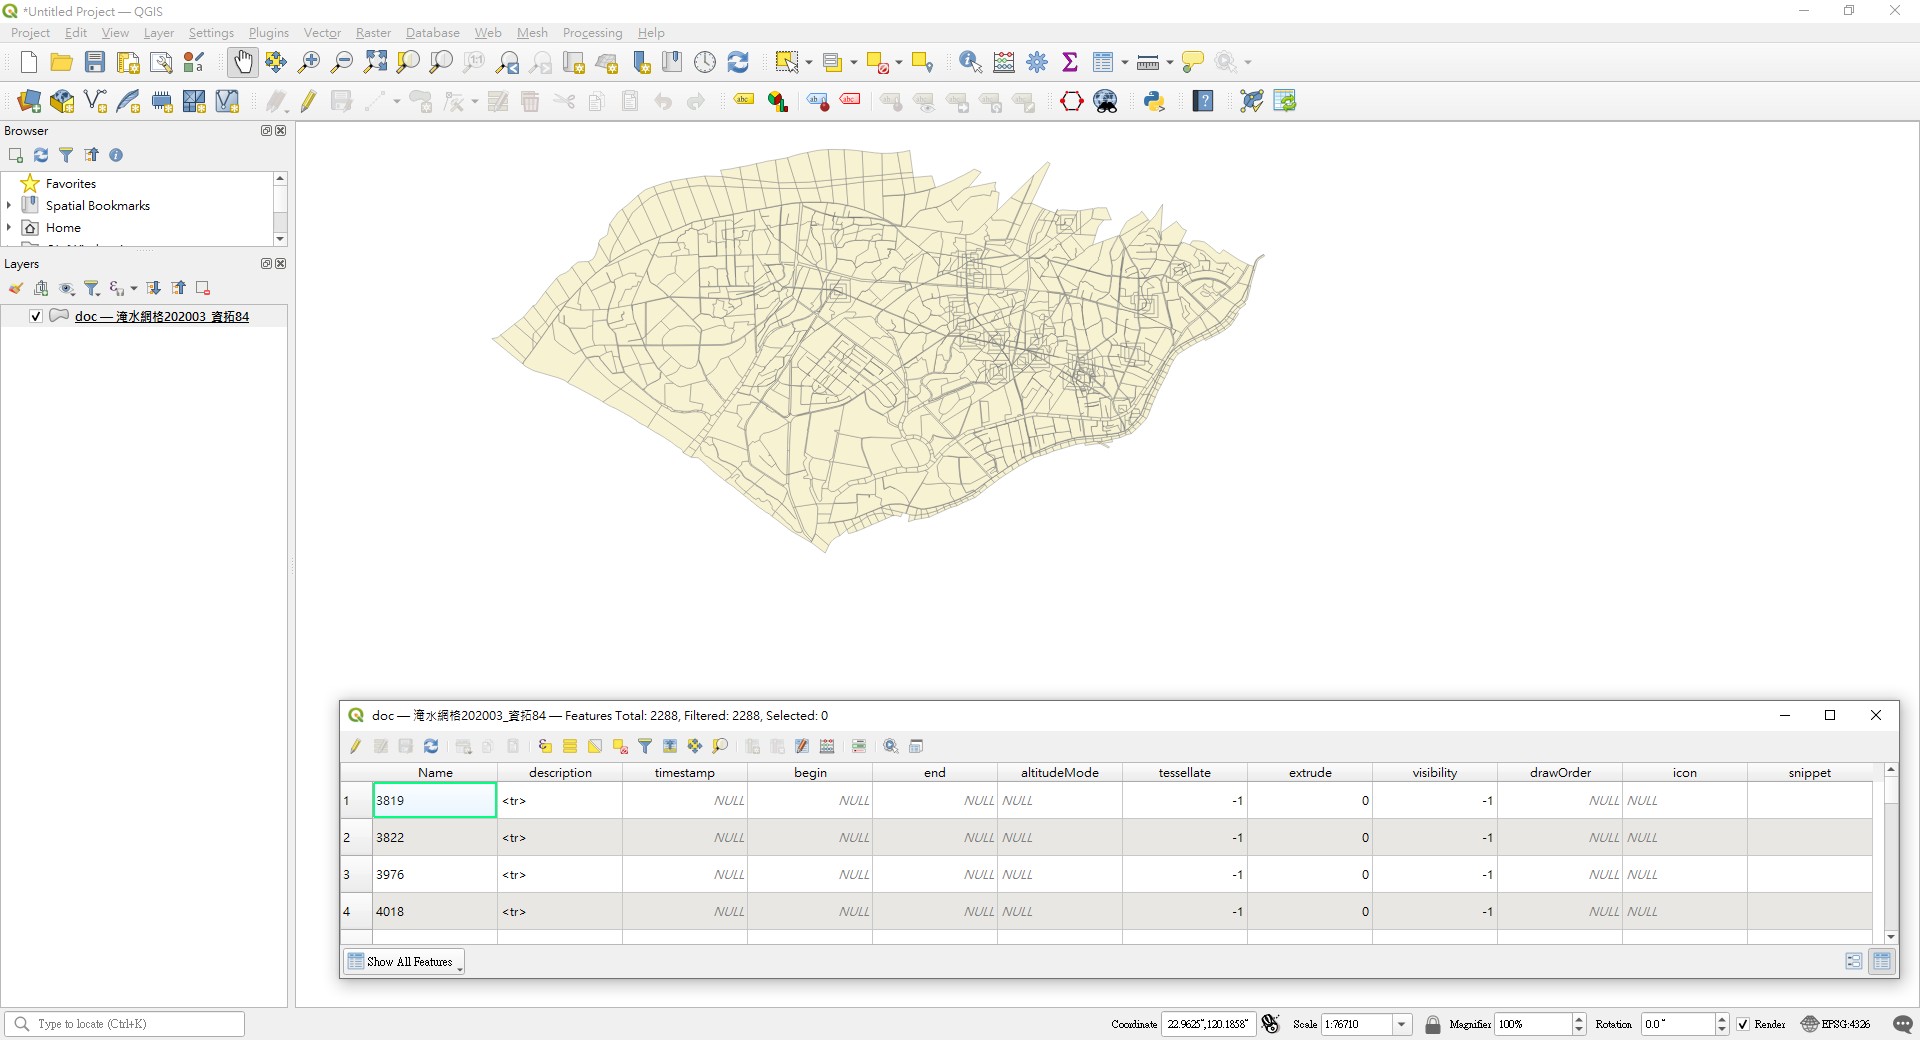 *Untitled Project — QGIS
Project Edit View Layer Settings Plugins Vector Raster Database Web Mesh Processing Help
Browser
Favorites
Spatial Bookmarks
Home
Layers
doc — 淹水網格202003_資拓84
doc — 淹水網格202003_資拓84 — Features Total: 2288, Filtered: 2288, Selected: 0
Name description timestamp begin end altitudeMode tessellate extrude visibility drawOrder icon snippet
1 3819 <tr> NULL NULL NULL NULL -1 0 -1 NULL NULL
2 3822 <tr> NULL NULL NULL NULL -1 0 -1 NULL NULL
3 3976 <tr> NULL NULL NULL NULL -1 0 -1 NULL NULL
4 4018 <tr> NULL NULL NULL NULL -1 0 -1 NULL NULL
Show All Features
Type to locate (Ctrl+K) Coordinate 22.9625°,120.1858° Scale 1:76710 Magnifier 100% Rotation 0.0 ° Render EPSG:4326